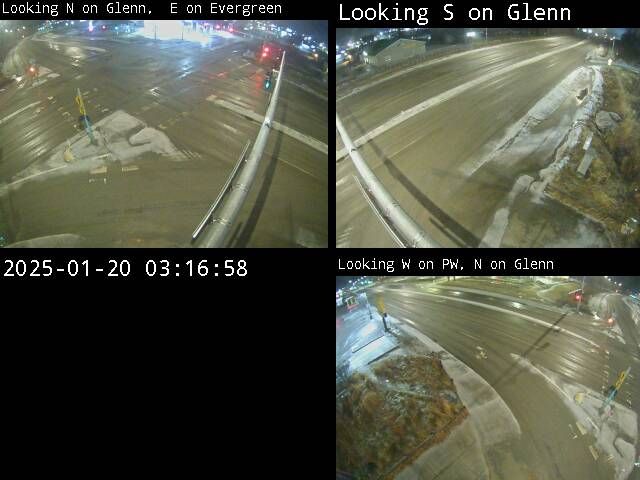 Looking N on Glenn, E on Evergreen
Looking S on Glenn
2025-01-20 03:16:58
Looking W on PW, N on Glenn